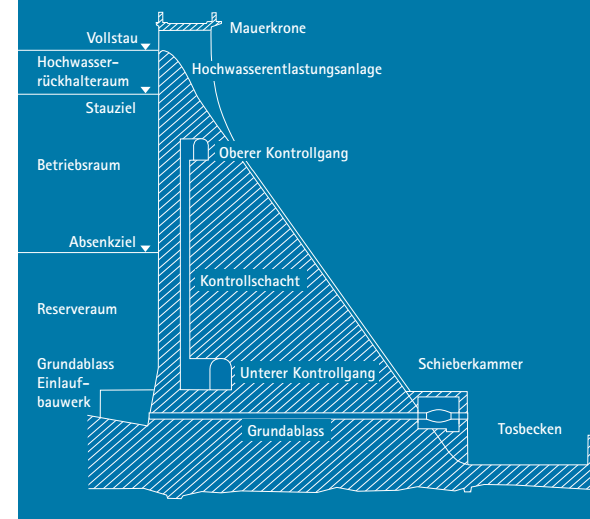 Mauerkrone
Vollstau
Hochwasser-
rückhalteraum
Hochwasserentlastungsanlage
Stauziel
Oberer Kontrollgang
Betriebsraum
Absenkziel
Kontrollschacht
Reserveraum
Grundablass
Einlauf-
bauwerk
Unterer Kontrollgang
Schieberkammer
Grundablass
Tosbecken